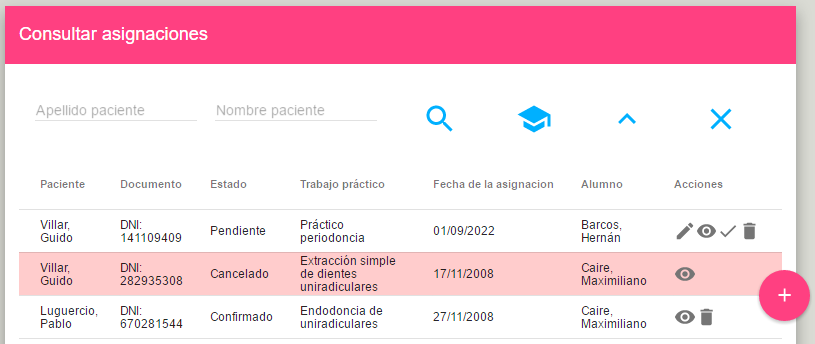 Consultar asignaciones
Apellido paciente Nombre paciente
Paciente Documento Estado Trabajo práctico Fecha de la asignacion Alumno Acciones
Villar, Guido DNI: 141109409 Pendiente Práctico periodoncia 01/09/2022 Barcos, Hernán
Villar, Guido DNI: 282935308 Cancelado Extracción simple de dientes uniradiculares 17/11/2008 Caire, Maximiliano
Luguercio, Pablo DNI: 670281544 Confirmado Endodoncia de uniradiculares 27/11/2008 Caire, Maximiliano